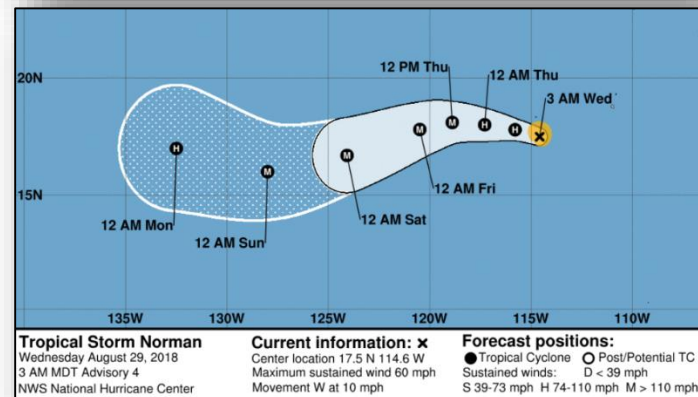 20N
15N
12 PM Thu
12 AM Thu
3 AM Wed
M
H
H
M
M
H
M
12 AM Fri
12 AM Sat
12 AM Mon
12 AM Sun
135W 130W 125W 120W 115W 110W
Tropical Storm Norman
Wednesday August 29, 2018
3 AM MDT Advisory 4
NWS National Hurricane Center
Current information: ×
Center location 17.5 N 114.6 W
Maximum sustained wind 60 mph
Movement W at 10 mph
Forecast positions:
● Tropical Cyclone ○ Post/Potential TC
Sustained winds: D < 39 mph
S 39-73 mph H 74-110 mph M > 110 mph